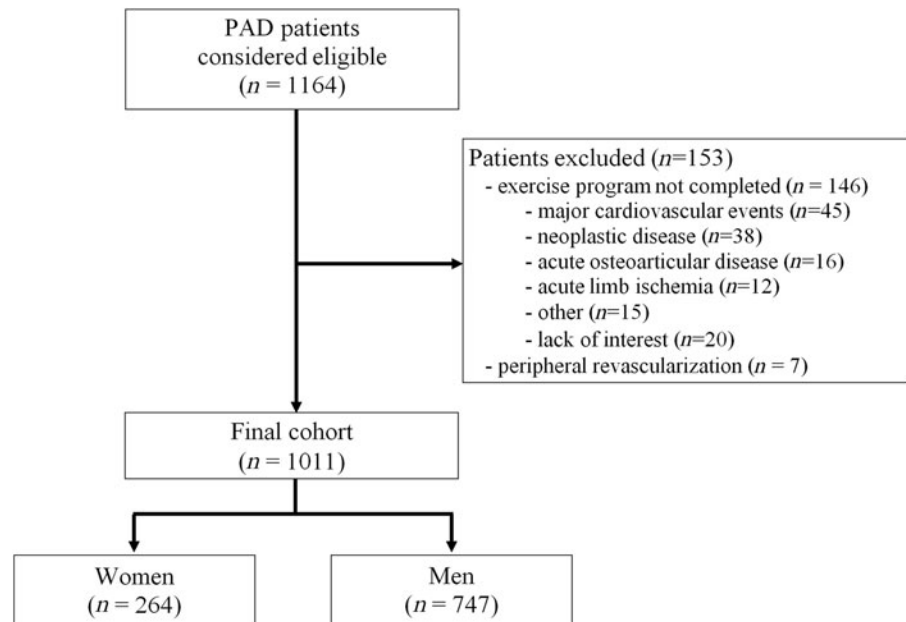 PAD patients
considered eligible
(n = 1164)
Patients excluded (n=153)
- exercise program not completed (n = 146)
- major cardiovascular events (n=45)
- neoplastic disease (n=38)
- acute osteoarticular disease (n=16)
- acute limb ischemia (n=12)
- other (n=15)
- lack of interest (n=20)
- peripheral revascularization (n = 7)
Final cohort
(n = 1011)
Women
(n = 264)
Men
(n = 747)